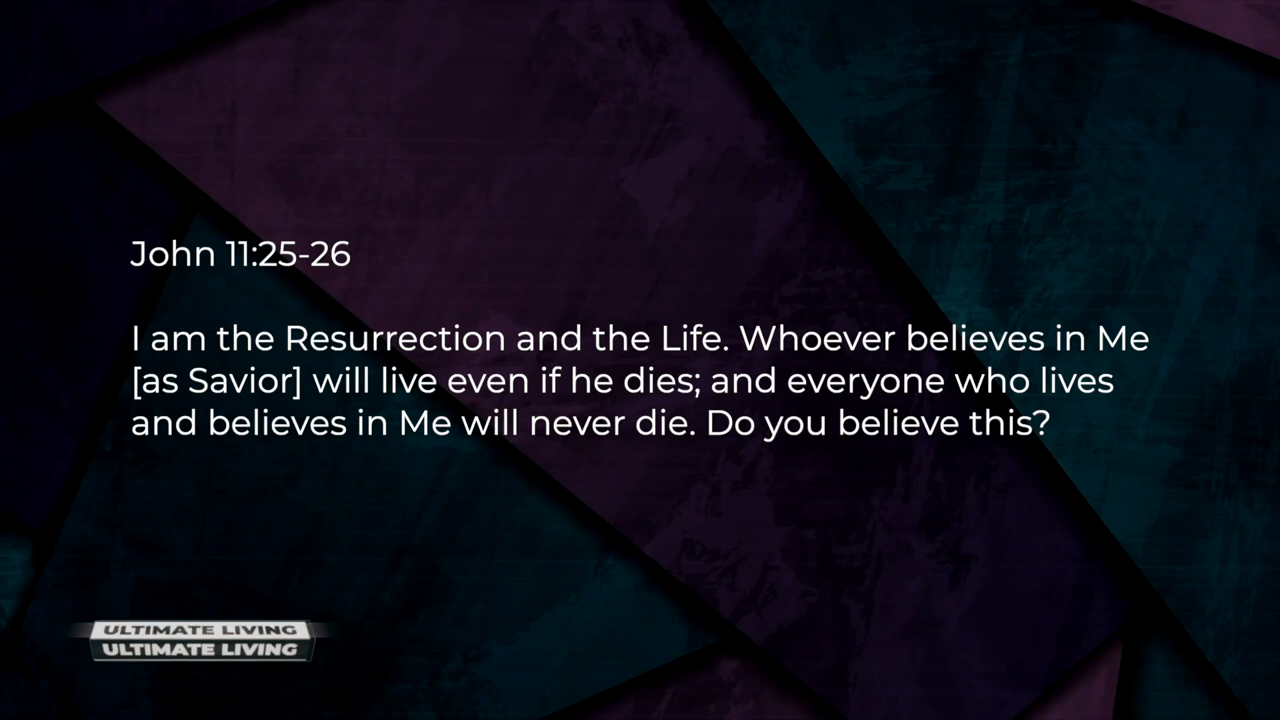 John 11:25-26
I am the Resurrection and the Life. Whoever believes in Me
[as Savior] will live even if he dies; and everyone who lives
and believes in Me will never die. Do you believe this?
ULTIMATE LIVING
ULTIMATE LIVING